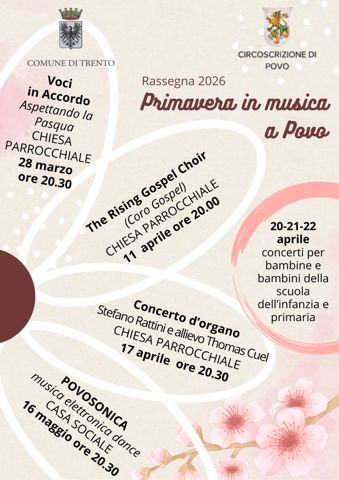 COMUNE DI TRENTO
CIRCOSCRIZIONE DI
POVO
Rassegna 2026
Primavera in musica
a Povo
Voci
in Accordo
Aspettando la
Pasqua
CHIESA
PARROCCHIALE
28 marzo
ore 20.30
The Rising Gospel Choir
(Coro Gospel)
CHIESA PARROCCHIALE
11 aprile ore 20.00
20-21-22
aprile
concerti per
bambine e
bambini della
scuola
dell'infanzia e
primaria
Concerto d'organo
Stefano Rattini e allievo Thomas Cuel
CHIESA PARROCCHIALE
17 aprile ore 20.30
POVOSONICA
musica elettronica dance
CASA SOCIALE
16 maggio ore 20.30